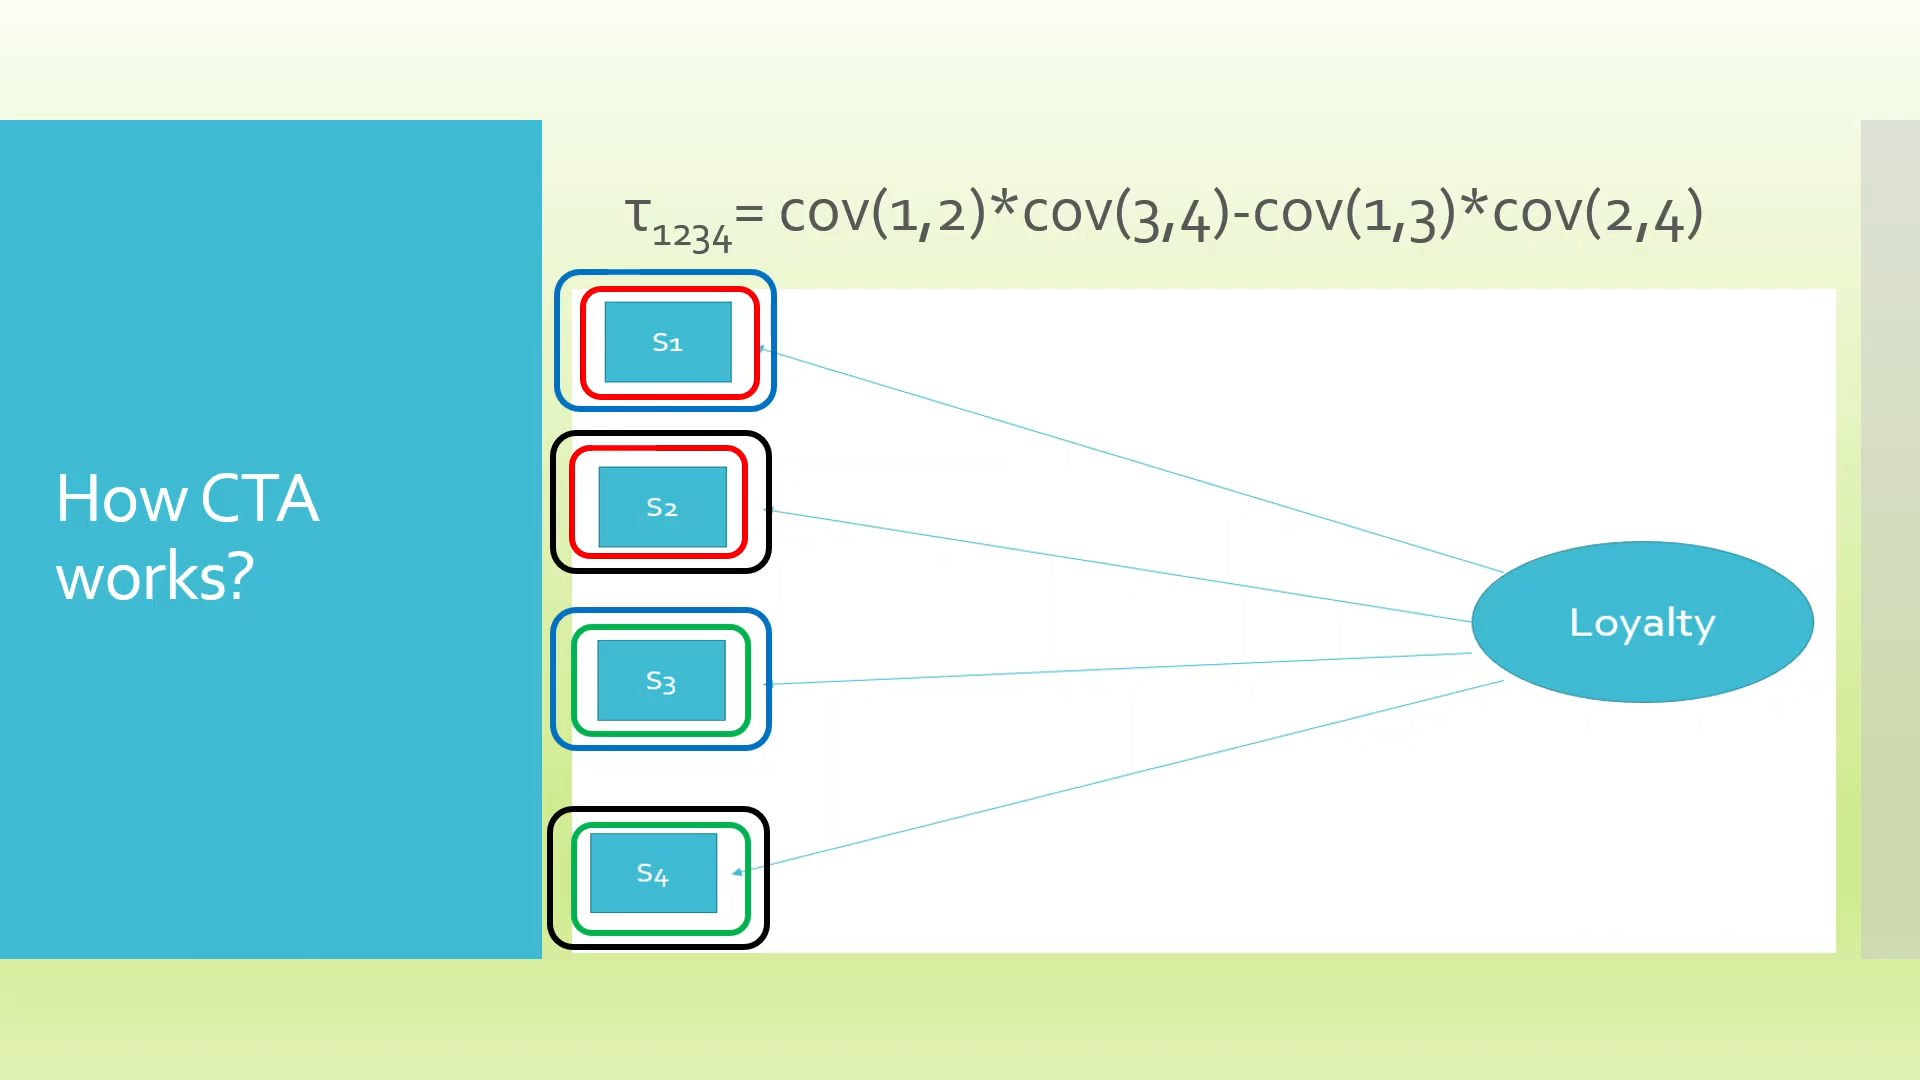 How CTA
works?
τ₁₂₃₄= cov(1,2)*cov(3,4)-cov(1,3)*cov(2,4)
S1
S2
S3
S4
Loyalty